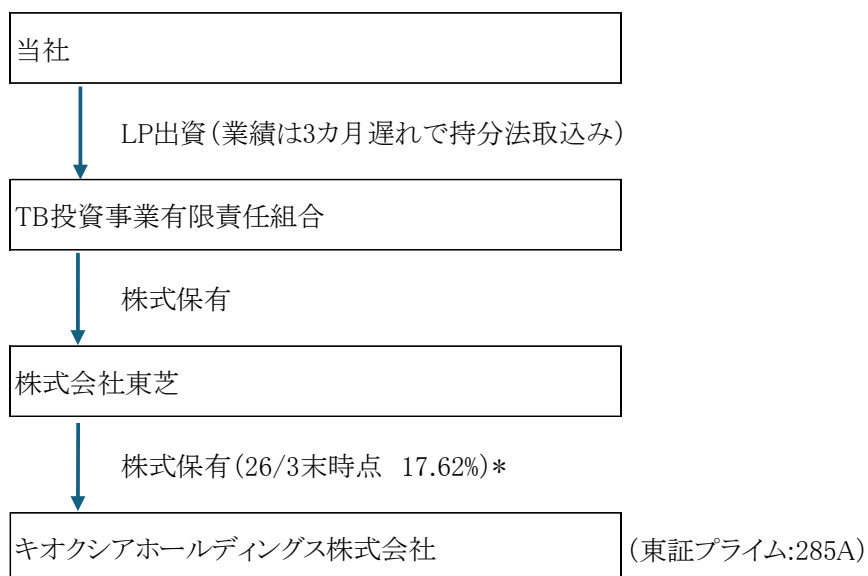 当社
LP出資（業績は3カ月遅れで持分法取込み）
TB投資事業有限責任組合
株式保有
株式会社東芝
株式保有（26/3末時点　17.62%）*
キオクシアホールディングス株式会社
（東証プライム:285A）